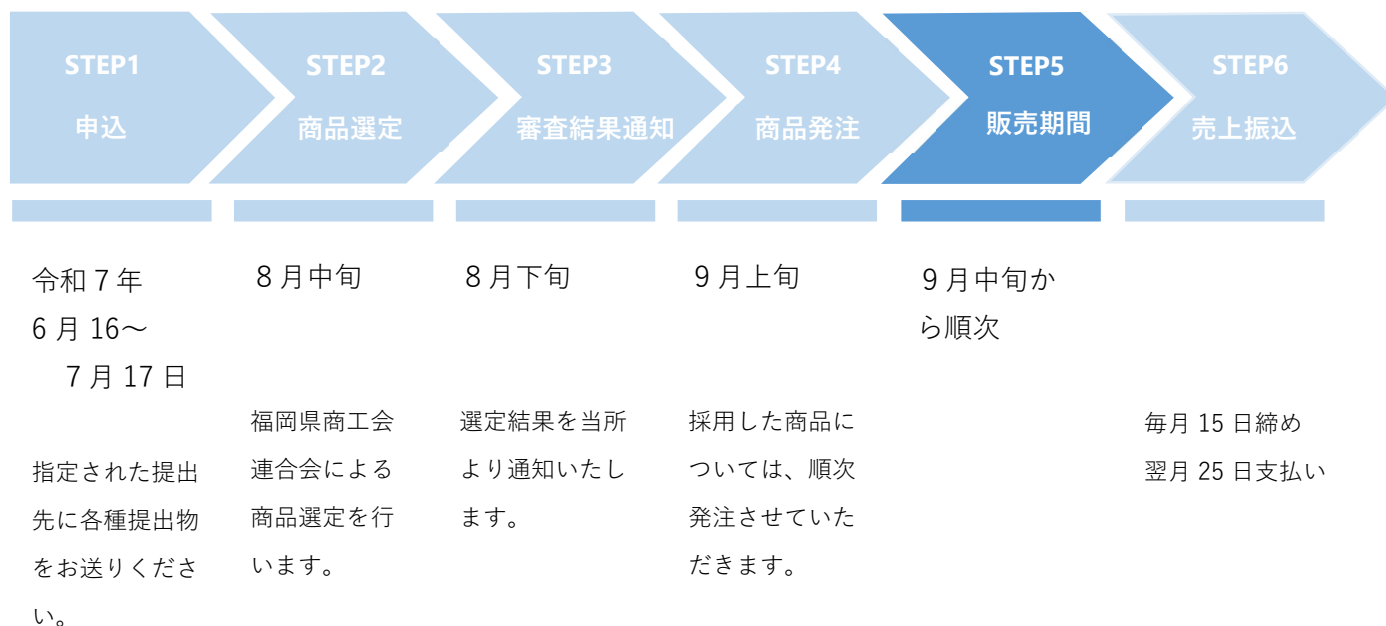 STEP1
申込
STEP2
商品選定
STEP3
審査結果通知
STEP4
商品発注
STEP5
販売期間
STEP6
売上振込
令和 7 年
6 月 16～
7 月 17 日
指定された提出
先に各種提出物
をお送りくださ
い。
8 月中旬
福岡県商工会
連合会による
商品選定を行
います。
8 月下旬
選定結果を当所
より通知いたし
ます。
9 月上旬
採用した商品に
ついては、順次
発注させていた
だきます。
9 月中旬か
ら順次
毎月 15 日締め
翌月 25 日支払い